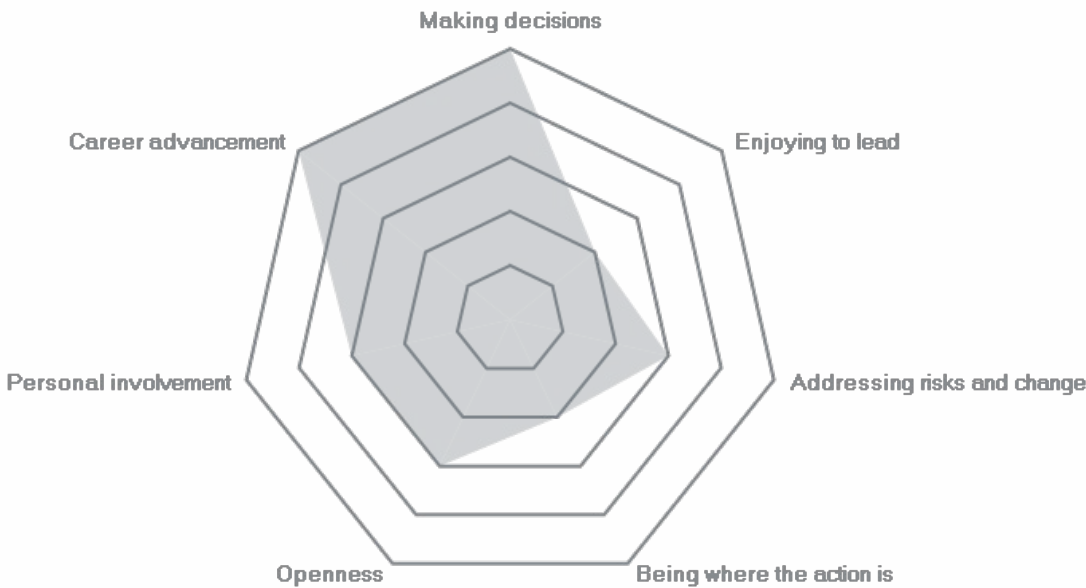 Making decisions
Career advancement
Enjoying to lead
Personal involvement
Addressing risks and change
Openness
Being where the action is